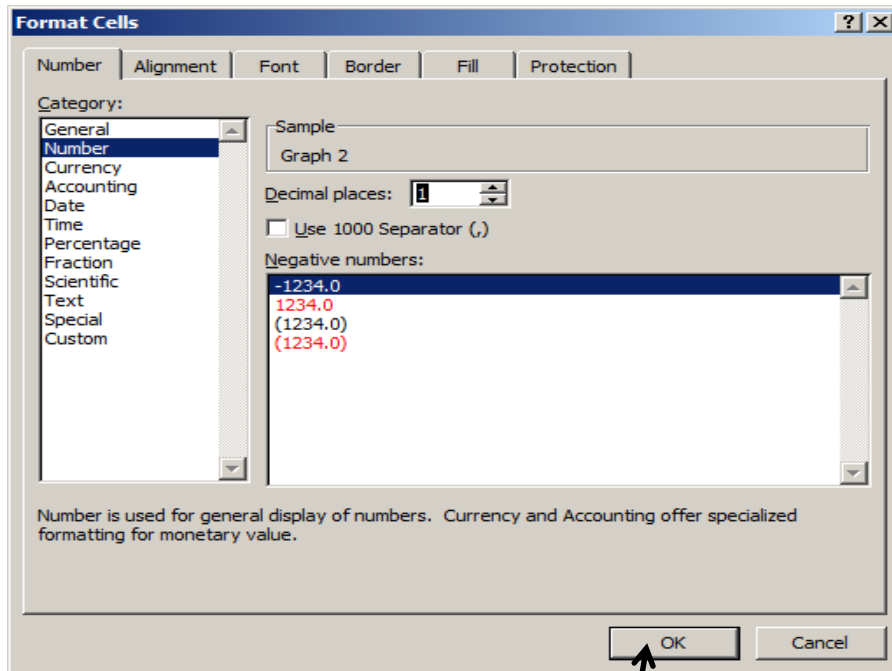 Format Cells
Number Alignment Font Border Fill Protection
Category:
General
Number
Currency
Accounting
Date
Time
Percentage
Fraction
Scientific
Text
Special
Custom
Sample
Graph 2
Decimal places: 1
Use 1000 Separator (,)
Negative numbers:
-1234.0
1234.0
(1234.0)
(1234.0)
Number is used for general display of numbers. Currency and Accounting offer specialized
formatting for monetary value.
OK Cancel